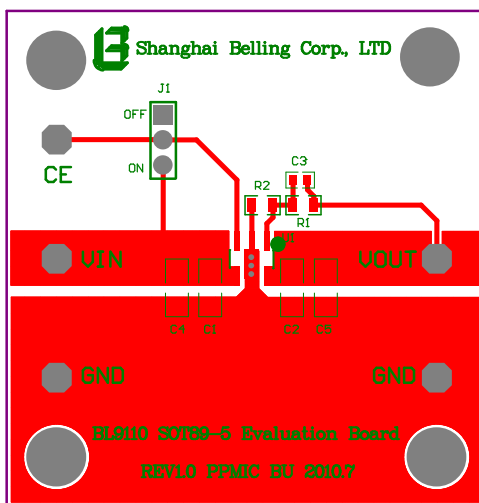 Shanghai Belling Corp., LTD
J1
OFF
ON
CE
C3
R2
R1
U1
VIN
VOUT
C4
C1
C2
C5
GND
GND
BL9110 SOT89-5 Evaluation Board
REV1.0 PPMIC BU 2010.7